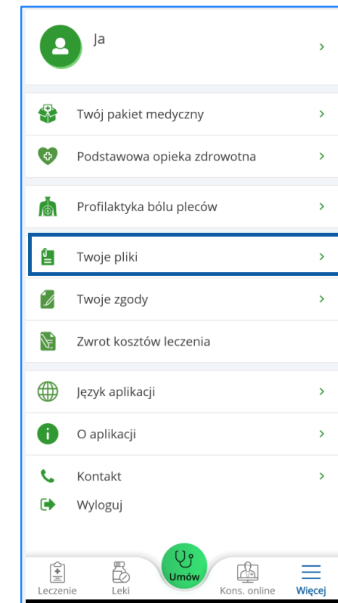 Ja
Twój pakiet medyczny
Podstawowa opieka zdrowotna
Profilaktyka bólu pleców
Twoje pliki
Twoje zgody
Zwrot kosztów leczenia
Język aplikacji
O aplikacji
Kontakt
Wyloguj
Leczenie Leki Umów Kons. online Więcej